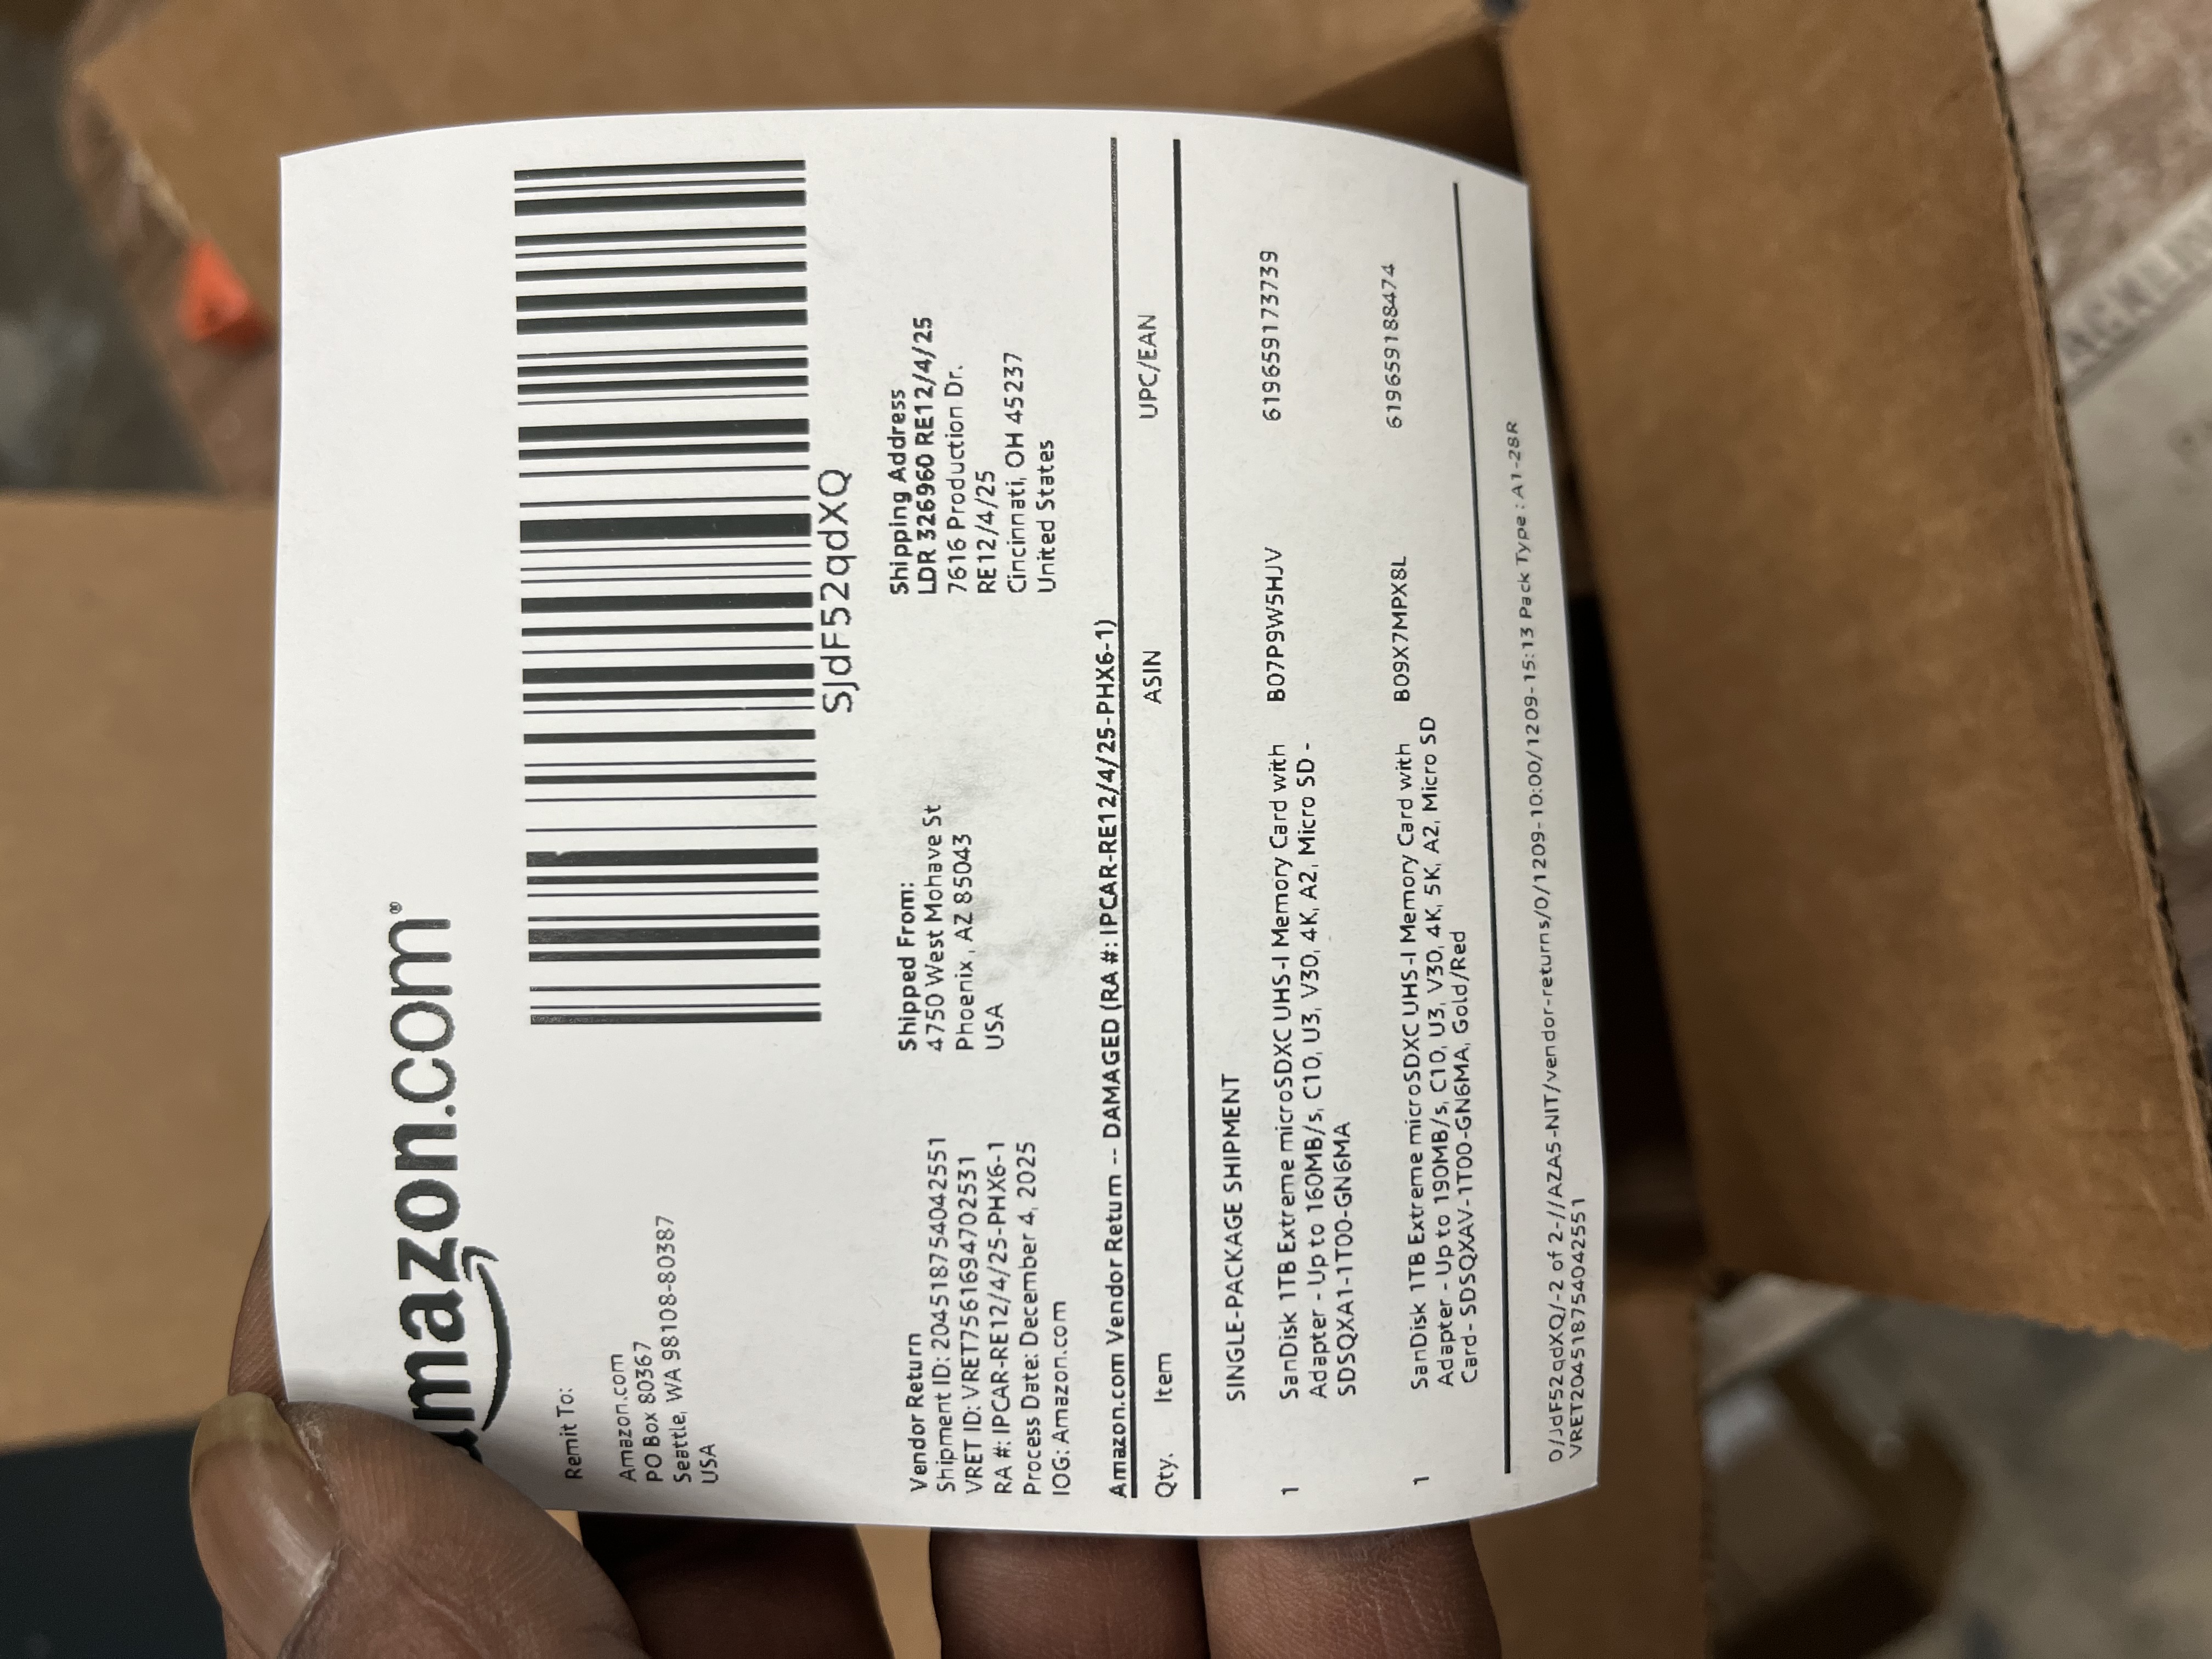 amazon.com®
SJdF52qdXQ
Remit To:
Amazon.com
PO Box 80367
Seattle, WA 98108-80387
USA
Vendor Return
Shipment ID: 20451875404255​1
VRET ID: VRET756169470253​1
RA #: IPCAR-RE12/4/25-PHX6-1
Process Date: December 4, 2025
IOG: Amazon.com
Shipped From:
4750 West Mohave St
Phoenix , AZ 85043
USA
Shipping Address
LDR 326960 RE12/4/25
7616 Production Dr.
RE12/4/25
Cincinnati, OH 45237
United States
Amazon.com Vendor Return -- DAMAGED (RA #: IPCAR-RE12/4/25-PHX6-1)
Qty. Item ASIN UPC/EAN
SINGLE-PACKAGE SHIPMENT
1 SanDisk 1TB Extreme microSDXC UHS-I Memory Card with B07P9W5HJV 619659173739
Adapter - Up to 160MB/s, C10, U3, V30, 4K, A2, Micro SD -
SDSQXA1-1T00-GN6MA
1 SanDisk 1TB Extreme microSDXC UHS-I Memory Card with B09X7MPX8L 619659188474
Adapter - Up to 190MB/s, C10, U3, V30, 4K, 5K, A2, Micro SD
Card- SDSQXAV-1T00-GN6MA, Gold/Red
0/JdF52qdXQ/-2 of 2-//AZA5-NIT/vendor-returns/0/1209-10:00/1209-15:13 Pack Type : A1-28R
VRET204518754042551